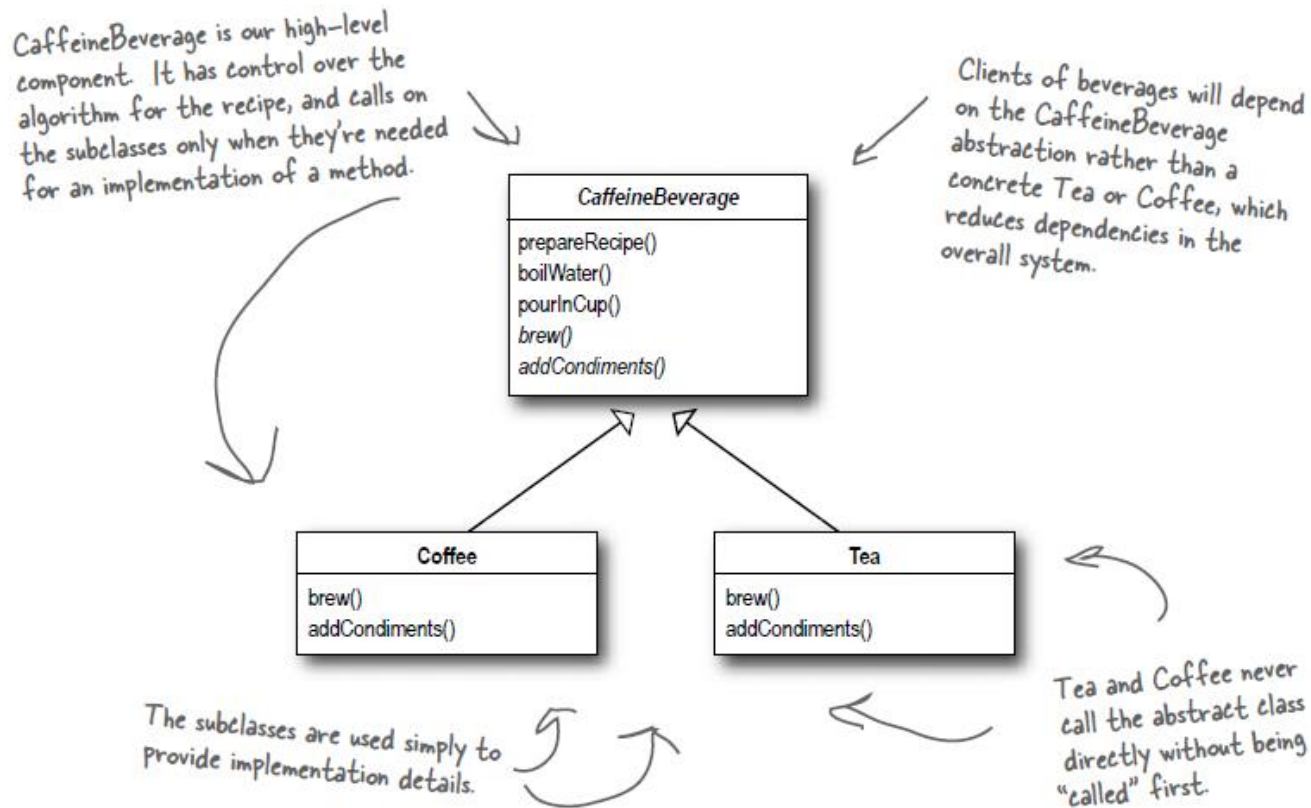 CaffeineBeverage is our high-level
component. It has control over the
algorithm for the recipe, and calls on
the subclasses only when they're needed
for an implementation of a method.
Clients of beverages will depend
on the CaffeineBeverage
abstraction rather than a
concrete Tea or Coffee, which
reduces dependencies in the
overall system.
CaffeineBeverage
prepareRecipe()
boilWater()
pourInCup()
brew()
addCondiments()
Coffee
brew()
addCondiments()
Tea
brew()
addCondiments()
The subclasses are used simply to
provide implementation details.
Tea and Coffee never
call the abstract class
directly without being
"called" first.